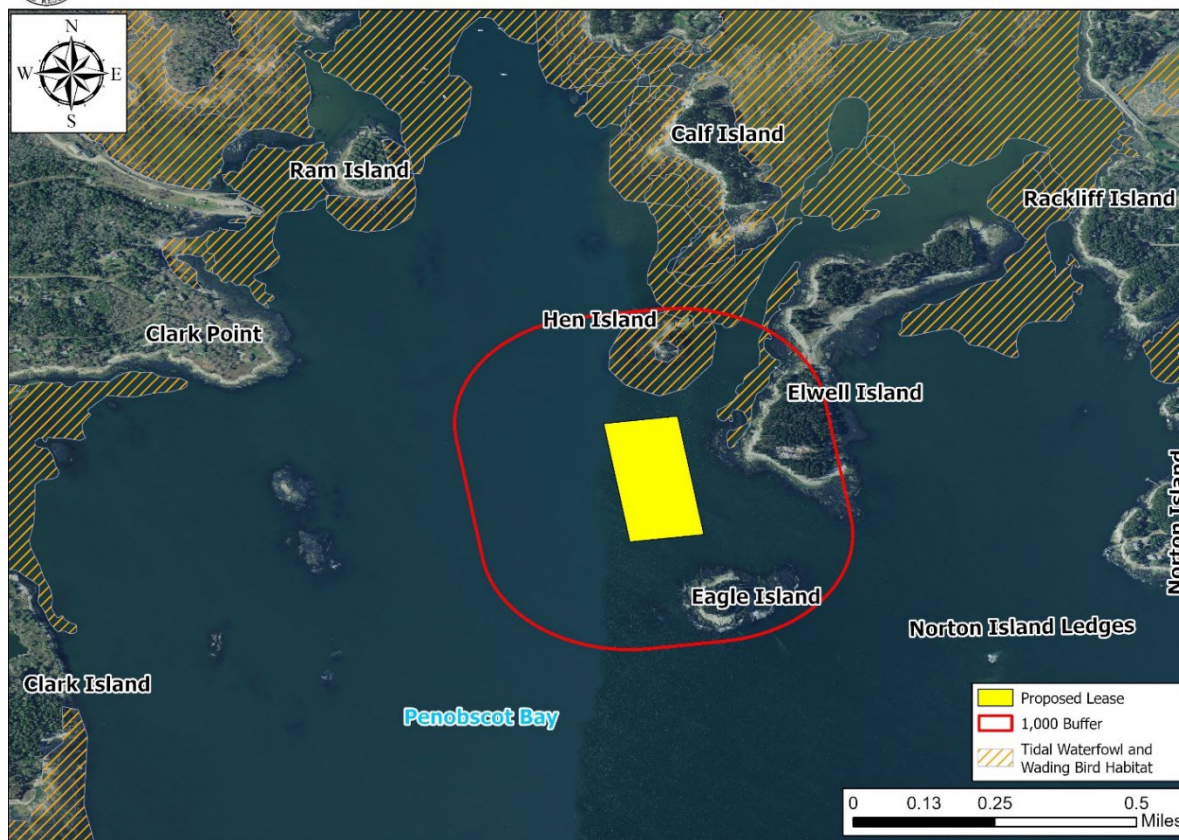 N
W E
S
Ram Island
Calf Island
Rackliff Island
Clark Point
Hen Island
Elwell Island
Norton Island
Eagle Island
Norton Island Ledges
Clark Island
Penobscot Bay
Proposed Lease
1,000 Buffer
Tidal Waterfowl and
Wading Bird Habitat
0 0.13 0.25 0.5
Miles